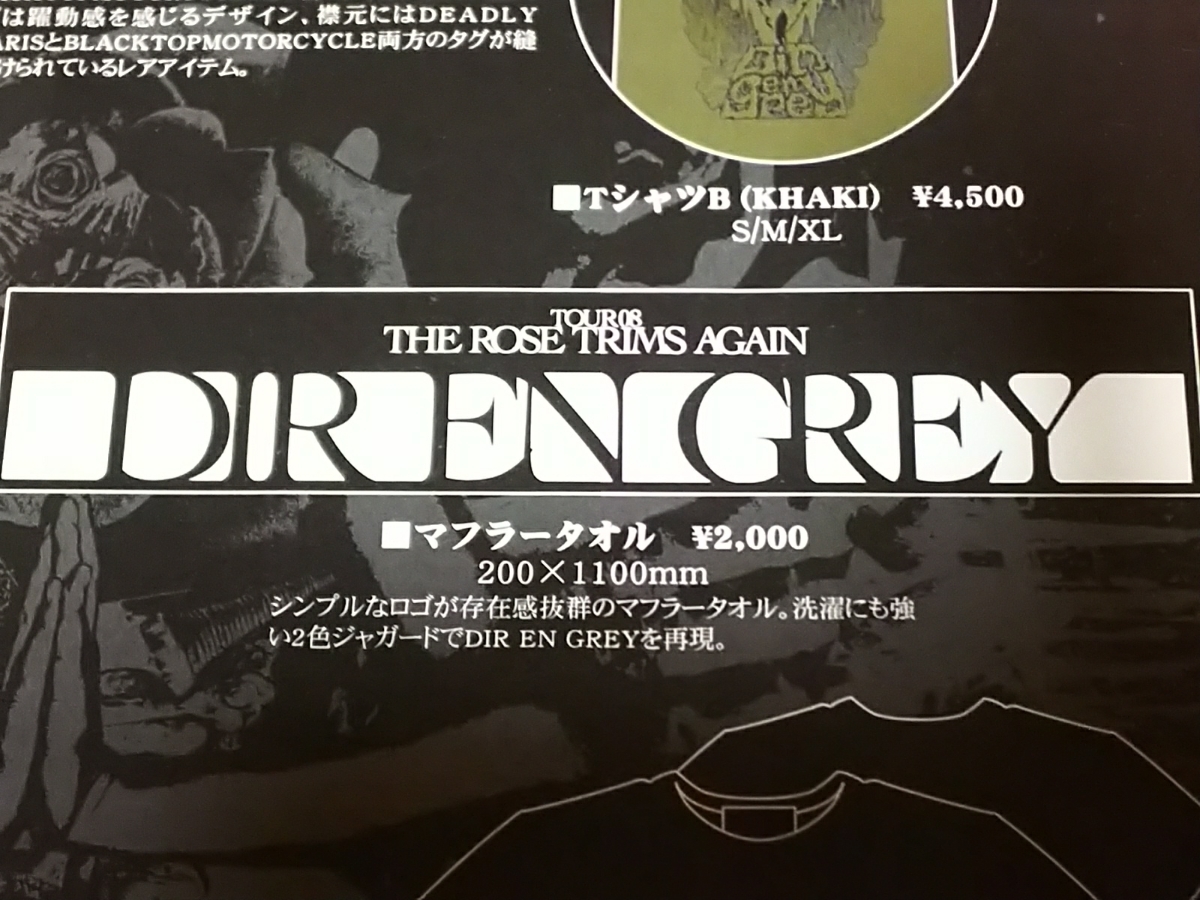 は躍動感を感じるデザイン、襟元にはDEADLY
ARISとBLACKTOPMOTORCYCLE両方のタグが縫
けられているレアアイテム。
Dir
en
grey
■TシャツB (KHAKI) ¥4,500
S/M/XL
TOUR08
THE ROSE TRIMS AGAIN
DIR EN GREY
■マフラータオル ¥2,000
200×1100mm
シンプルなロゴが存在感抜群のマフラータオル。洗濯にも強
い2色ジャガードでDIR EN GREYを再現。